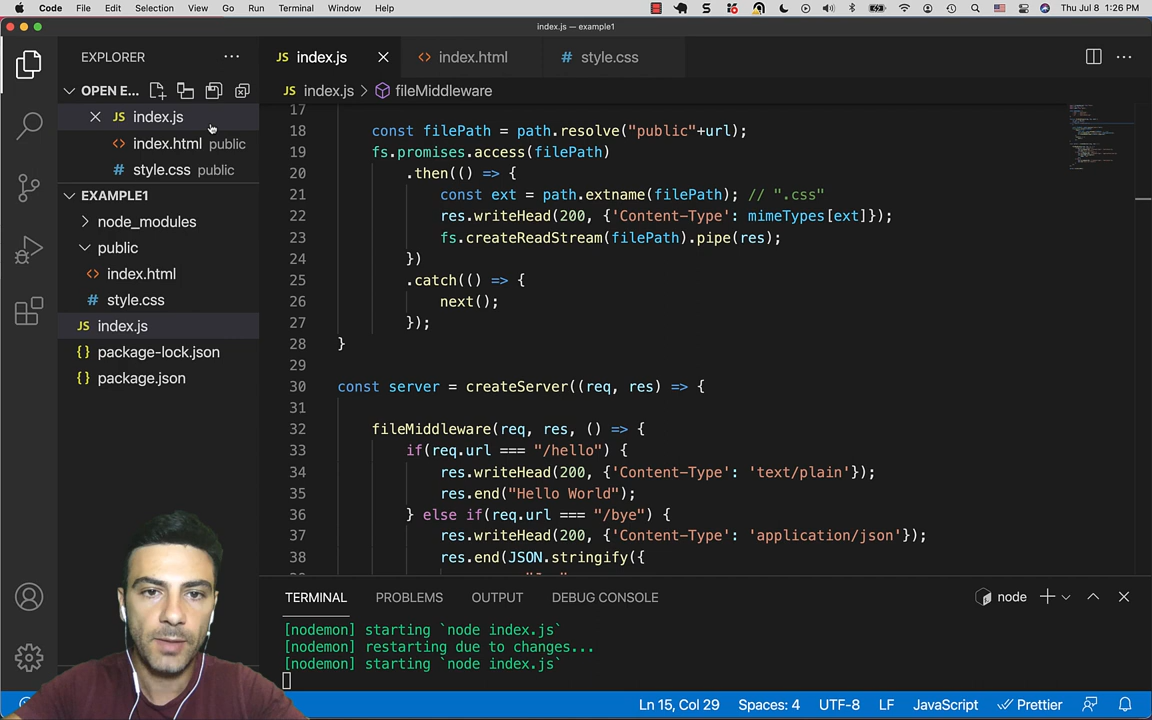 Code File Edit Selection View Go Run Terminal Window Help Thu Jul 8 1:26 PM
index.js — example1
EXPLORER
index.js
index.html
style.css
OPEN E...
index.js > fileMiddleware
index.js
index.html public
style.css public
EXAMPLE1
node_modules
public
index.html
style.css
index.js
package-lock.json
package.json
17
18 const filePath = path.resolve("public"+url);
19 fs.promises.access(filePath)
20 .then(() => {
21 const ext = path.extname(filePath); // ".css"
22 res.writeHead(200, {'Content-Type': mimeTypes[ext]});
23 fs.createReadStream(filePath).pipe(res);
24 })
25 .catch(() => {
26 next();
27 });
28 }
29
30 const server = createServer((req, res) => {
31
32 fileMiddleware(req, res, () => {
33 if(req.url === "/hello") {
34 res.writeHead(200, {'Content-Type': 'text/plain'});
35 res.end("Hello World");
36 } else if(req.url === "/bye") {
37 res.writeHead(200, {'Content-Type': 'application/json'});
38 res.end(JSON.stringify({
TERMINAL PROBLEMS OUTPUT DEBUG CONSOLE node
[nodemon] starting `node index.js`
[nodemon] restarting due to changes...
[nodemon] starting `node index.js`
Ln 15, Col 29 Spaces: 4 UTF-8 LF JavaScript Prettier